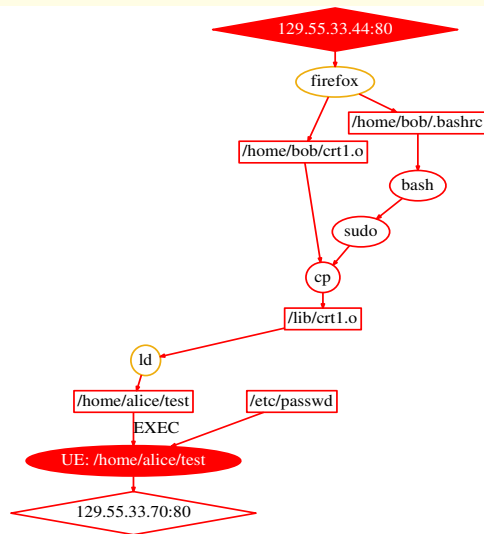 129.55.33.44:80
firefox
/home/bob/.bashrc
/home/bob/crt1.o
bash
sudo
cp
/lib/crt1.o
ld
/home/alice/test
/etc/passwd
EXEC
UE: /home/alice/test
129.55.33.70:80